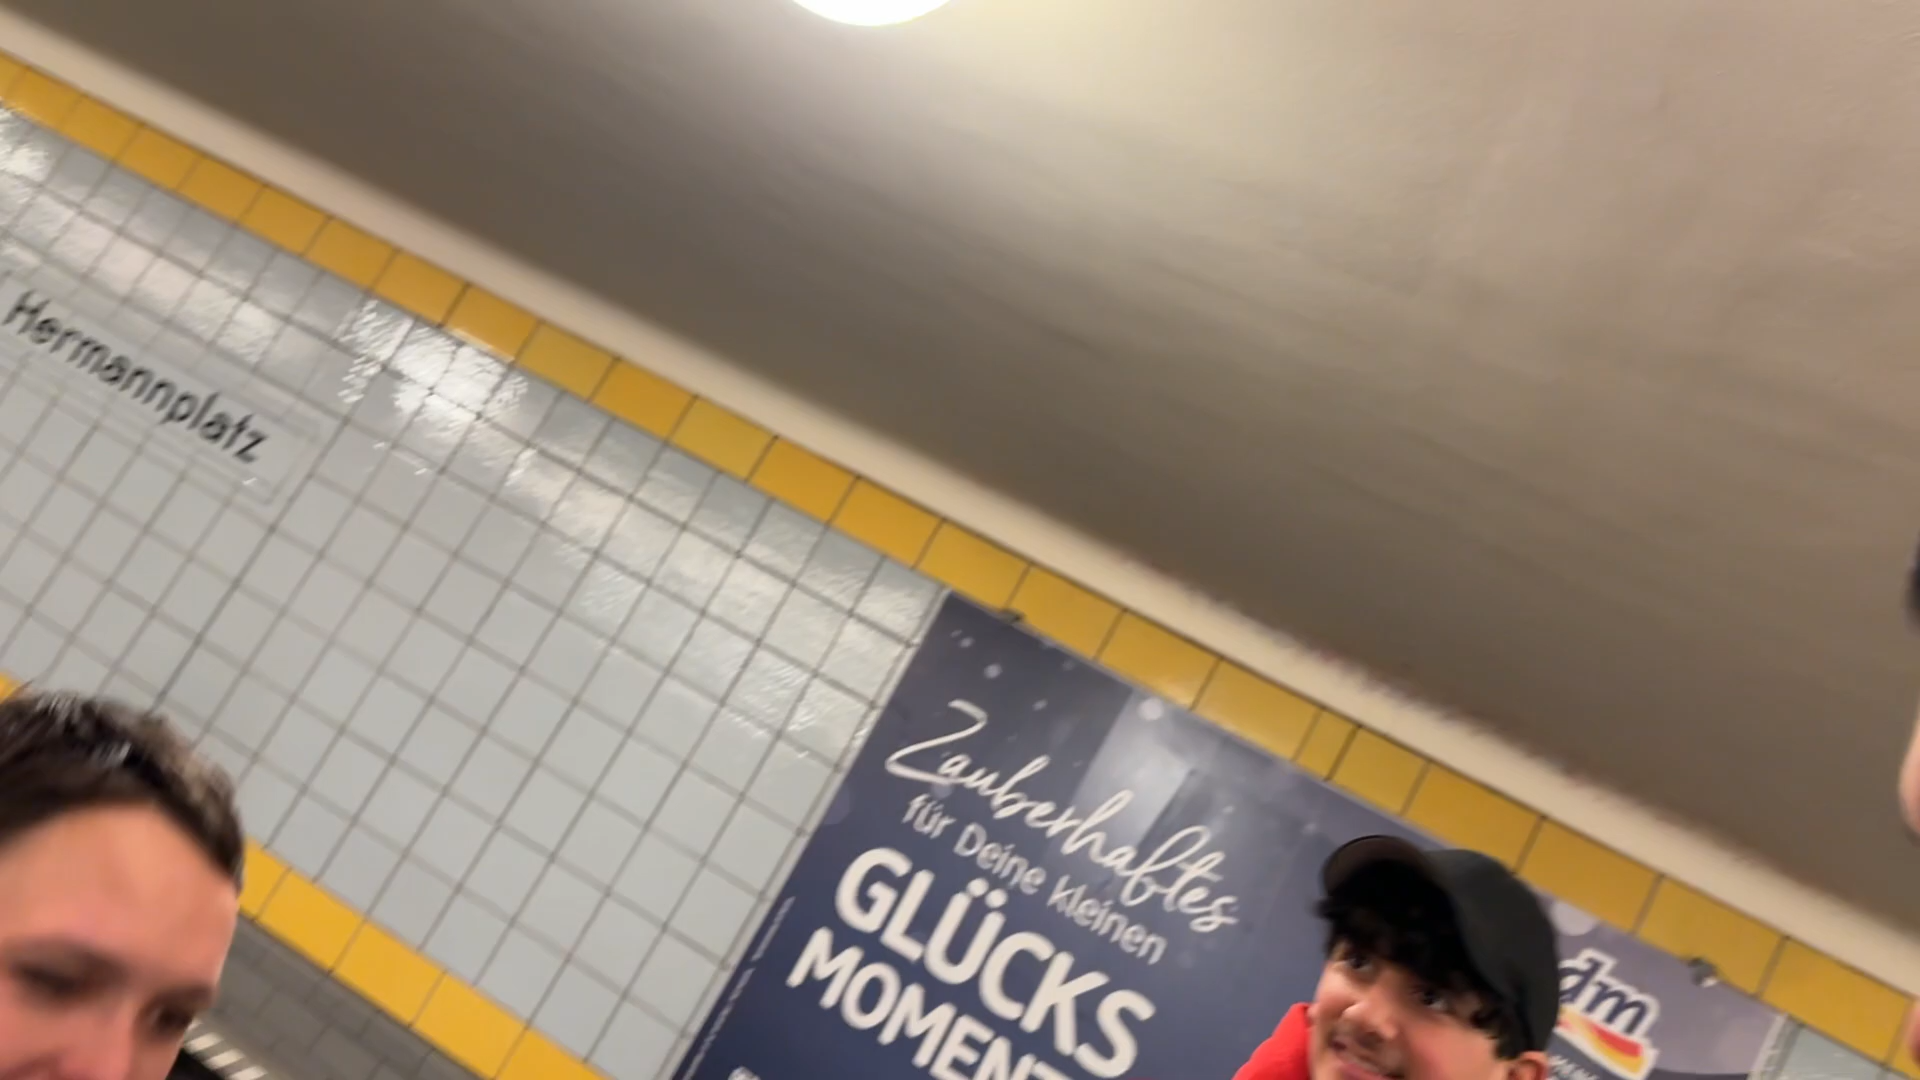 Hermannplatz
Zauberhaftes
für Deine kleinen
GLÜCKS
MOMENT
dm